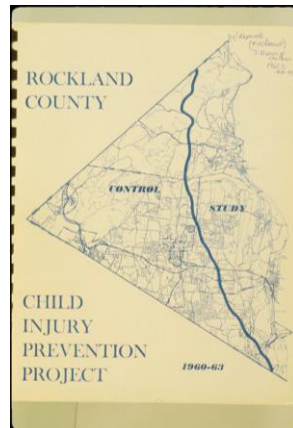 ROCKLAND
COUNTY
CONTROL
STUDY
CHILD
INJURY
PREVENTION
PROJECT
1960-63